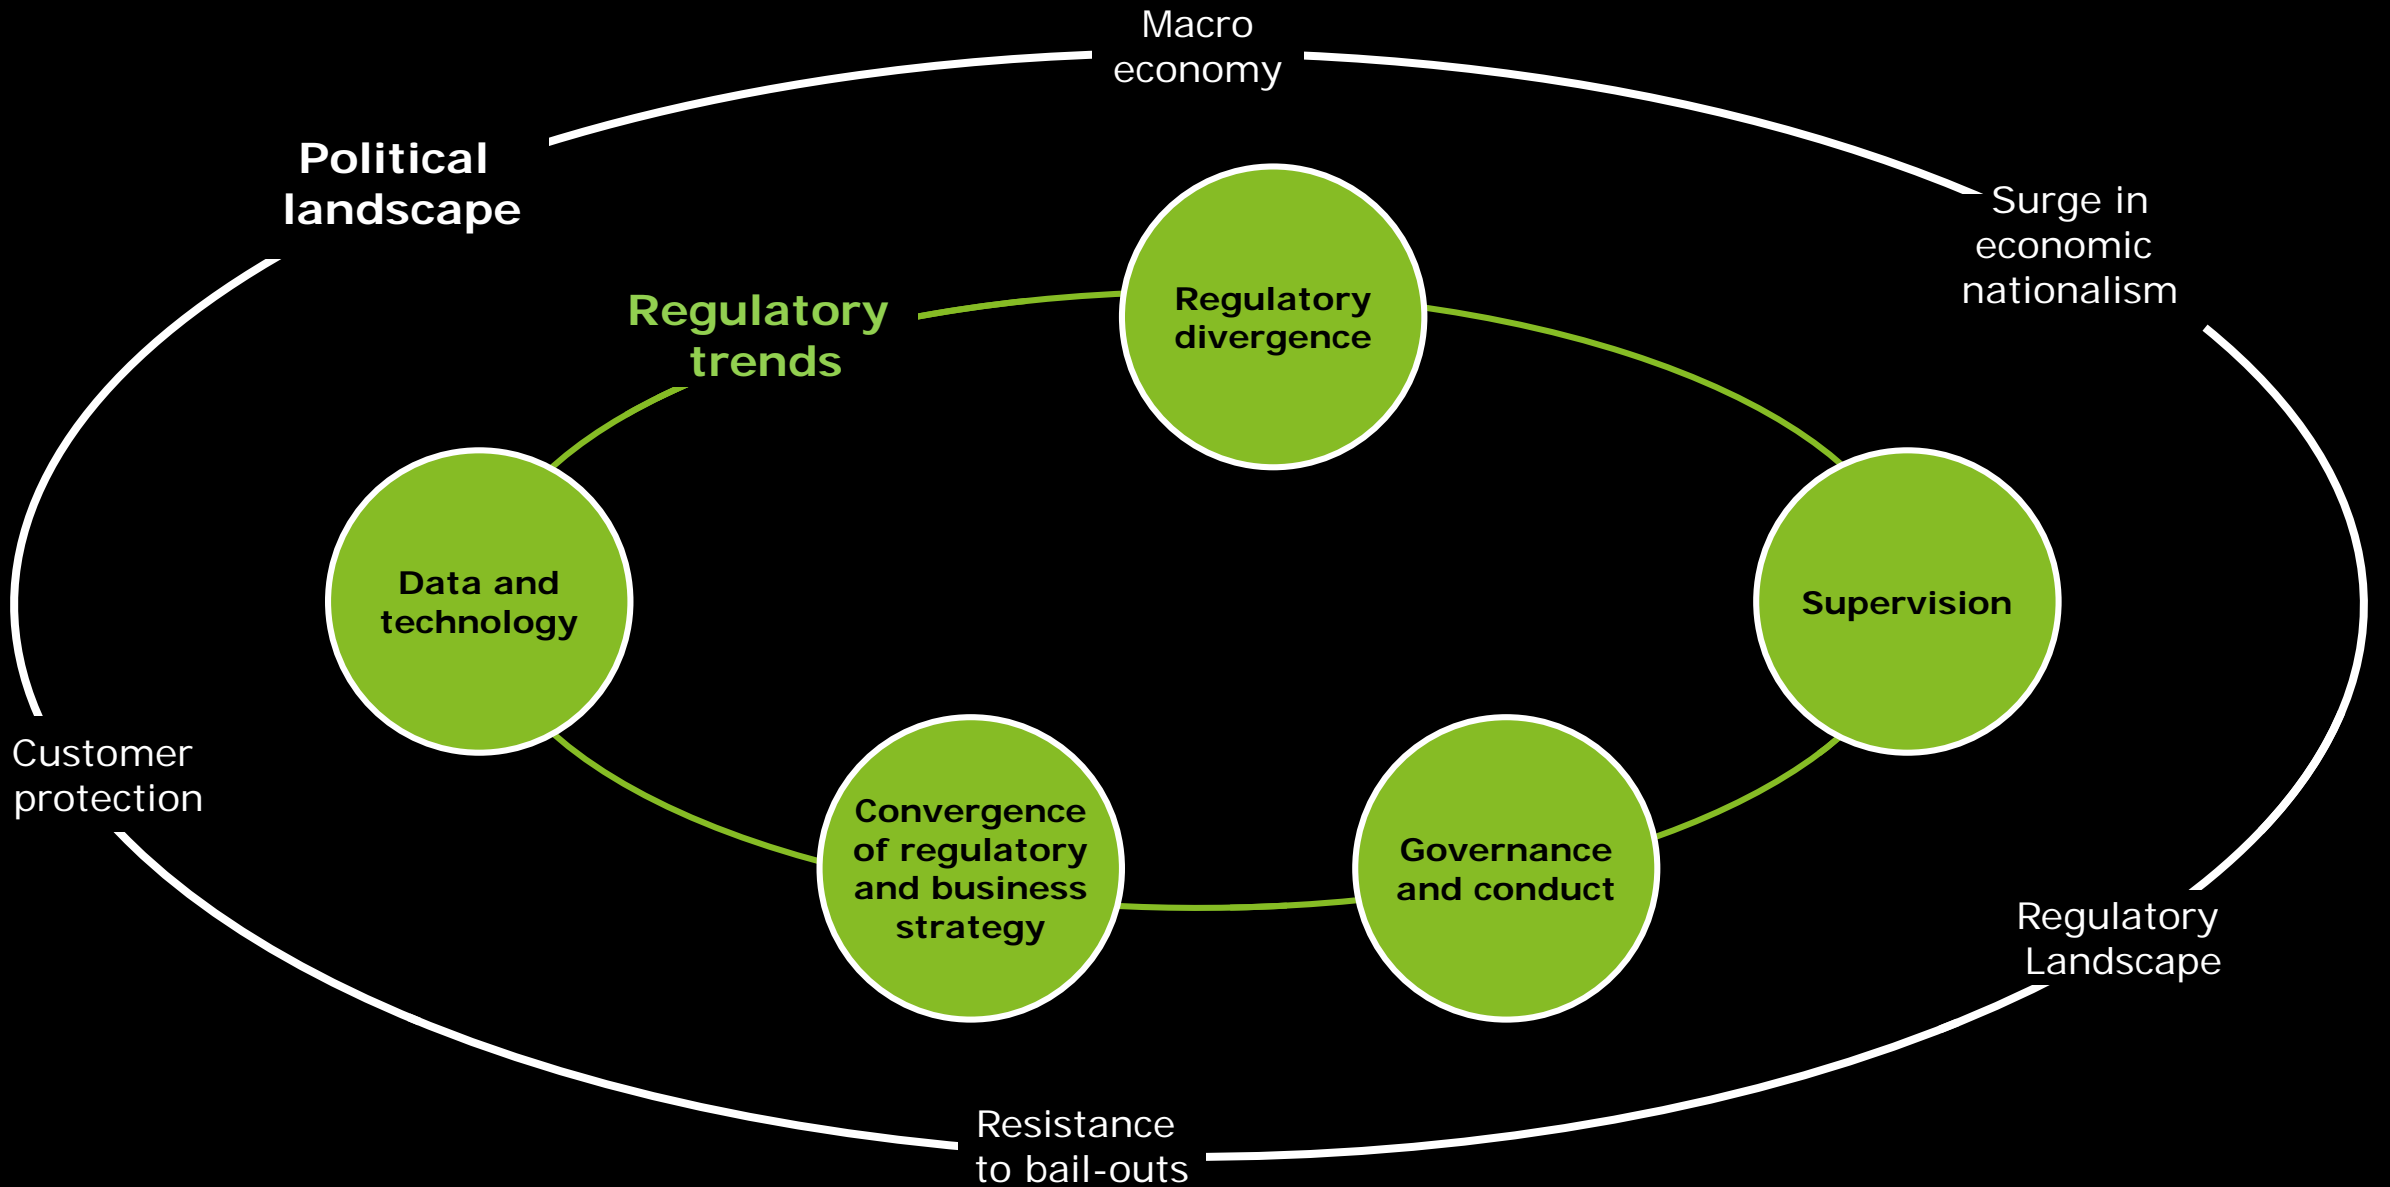 Macro
economy
Political
landscape
Surge in
economic
nationalism
Regulatory
trends
Regulatory
divergence
Data and
technology
Supervision
Customer
protection
Convergence
of regulatory
and business
strategy
Governance
and conduct
Regulatory
Landscape
Resistance
to bail-outs